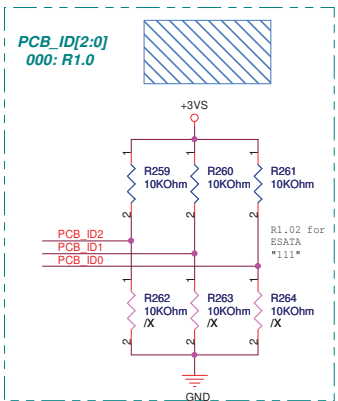 PCB_ID[2:0]
000: R1.0
+3VS
1
1
1
R259
10KOhm
R260
10KOhm
R261
10KOhm
2
2
2
R1.02 for
ESATA
"111"
PCB_ID2
PCB_ID1
PCB_ID0
1
1
1
R262
10KOhm
/X
R263
10KOhm
/X
R264
10KOhm
/X
2
2
2
GND